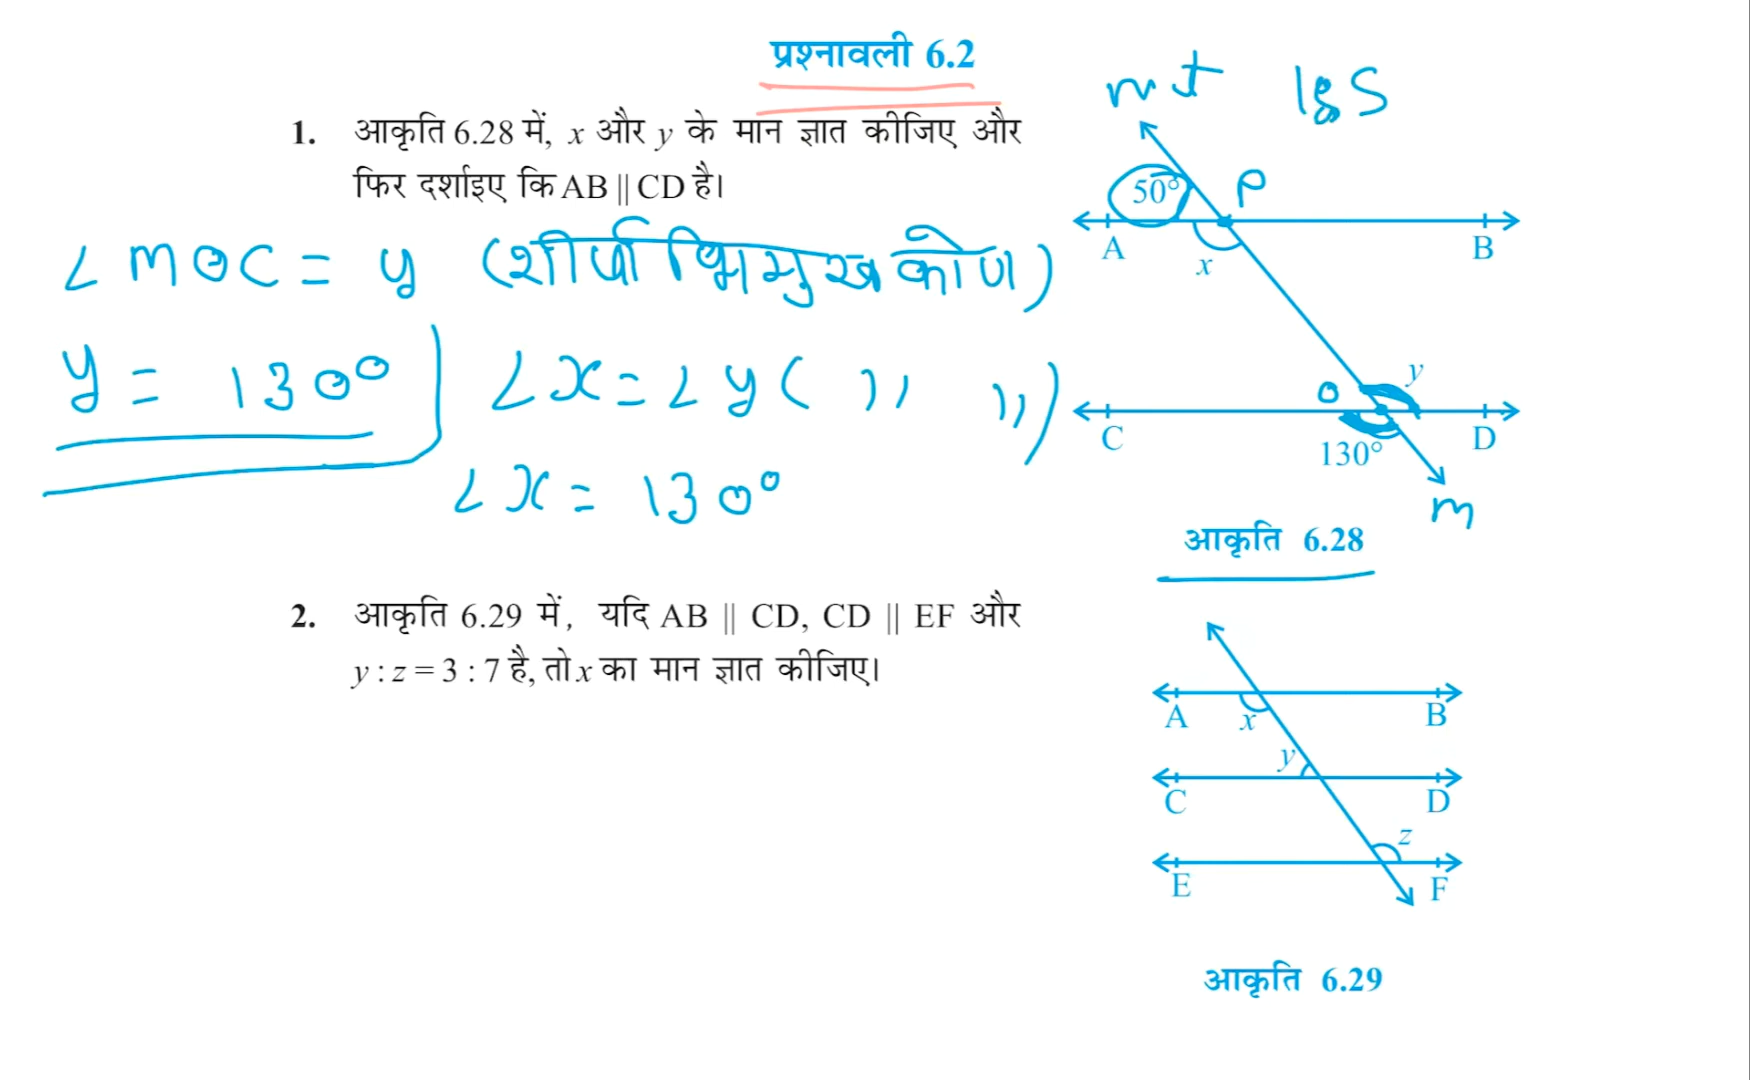 प्रश्नावली 6.2
1. आकृति 6.28 में, x और y के मान ज्ञात कीजिए और
फिर दर्शाइए कि AB || CD है।
∠MOC = y (शीर्षाभिमुख कोण)
y = 130°
∠x = ∠y ( ,, ,, )
∠x = 130°
50°
P
A
B
x
O
y
C
D
130°
m
आकृति 6.28
2. आकृति 6.29 में, यदि AB || CD, CD || EF और
y : z = 3 : 7 है, तो x का मान ज्ञात कीजिए।
A
x
B
y
C
D
z
E
F
आकृति 6.29